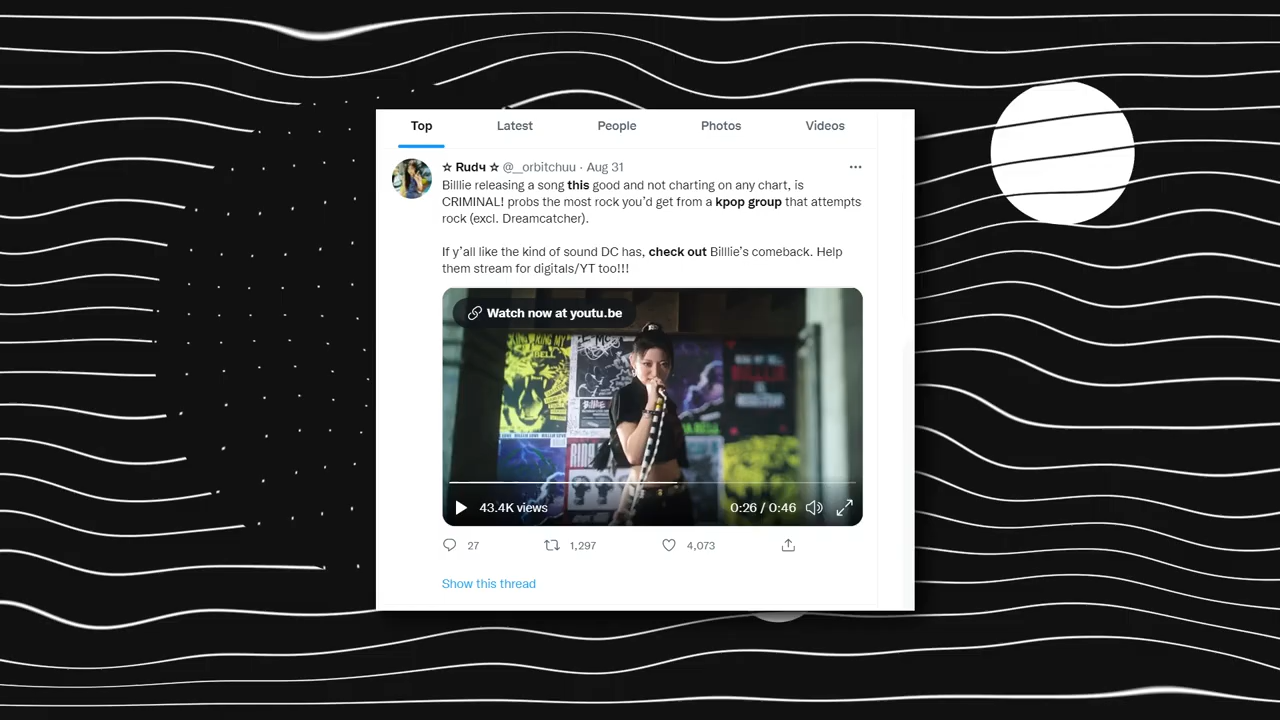 Top Latest People Photos Videos
☆ Rudч ☆ @__orbitchuu · Aug 31
Billlie releasing a song this good and not charting on any chart, is
CRIMINAL! probs the most rock you’d get from a kpop group that attempts
rock (excl. Dreamcatcher).
If y’all like the kind of sound DC has, check out Billlie’s comeback. Help
them stream for digitals/YT too!!!
Watch now at youtu.be
BELL
43.4K views
0:26 / 0:46
27 1,297 4,073
Show this thread